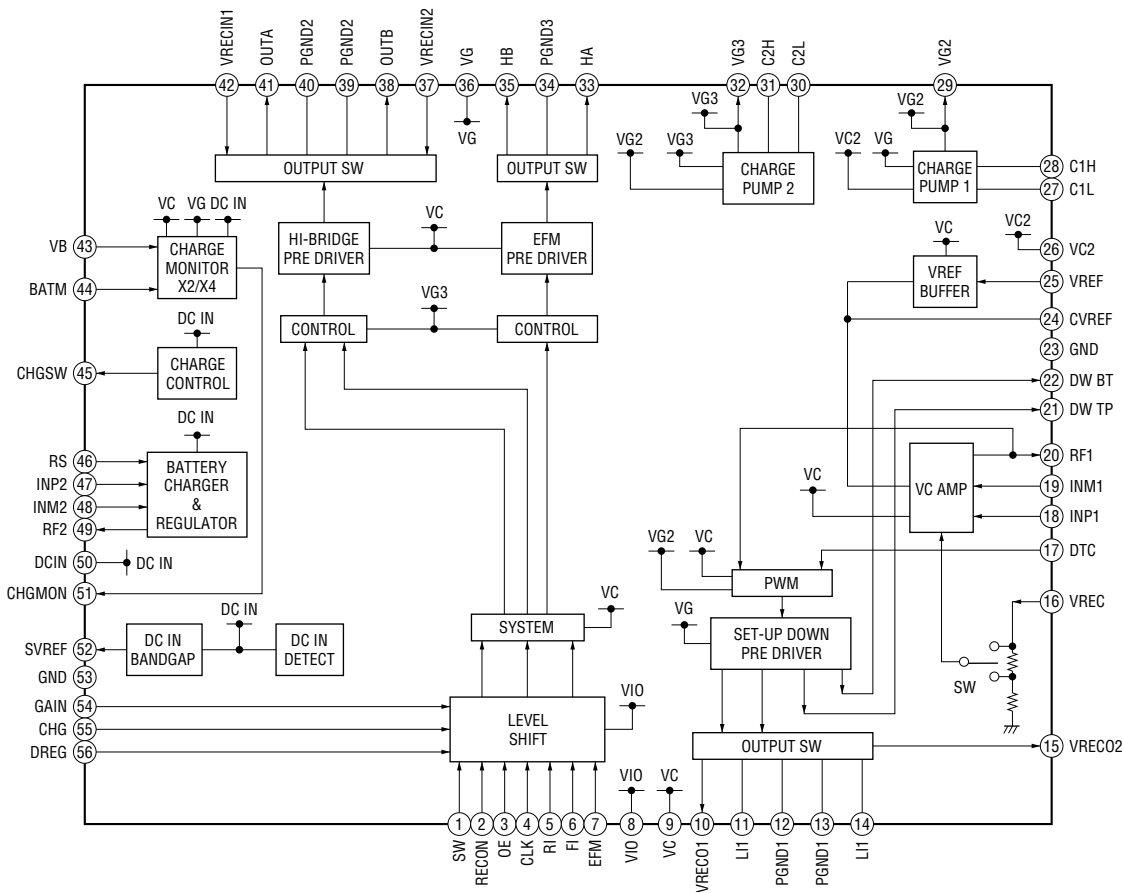 VRECIN1
OUTA
PGND2
PGND2
OUTB
VRECIN2
VG
HB
PGND3
HA
VG3
C2H
C2L
VG2
42
41
40
39
38
37
36
35
34
33
32
31
30
29
VG
VG3
VG2
VG3
VG2
VC2
VG
OUTPUT SW
OUTPUT SW
CHARGE
PUMP 2
CHARGE
PUMP 1
28 C1H
27 C1L
VC VG DC IN
VB 43
CHARGE
MONITOR
X2/X4
BATM 44
HI-BRIDGE
PRE DRIVER
VC
EFM
PRE DRIVER
VC
VREF
BUFFER
VC2
26 VC2
25 VREF
VG3
CONTROL
CONTROL
24 CVREF
23 GND
DC IN
CHGSW 45
CHARGE
CONTROL
22 DW BT
21 DW TP
DC IN
RS 46
INP2 47
INM2 48
RF2 49
BATTERY
CHARGER
&
REGULATOR
VC AMP
VC
20 RF1
19 INM1
18 INP1
DCIN 50 DC IN
CHGMON 51
VG2
VC
PWM
17 DTC
16 VREC
SW
DC IN
SVREF 52
DC IN
BANDGAP
DC IN
DETECT
SYSTEM
VC
VG
SET-UP DOWN
PRE DRIVER
GND 53
GAIN 54
CHG 55
DREG 56
LEVEL
SHIFT
VIO
OUTPUT SW
15 VRECO2
VIO
VC
1
2
3
4
5
6
7
8
9
10
11
12
13
14
SW
RECON
OE
CLK
RI
FI
EFM
VIO
VC
VRECO1
LI1
PGND1
PGND1
LI1